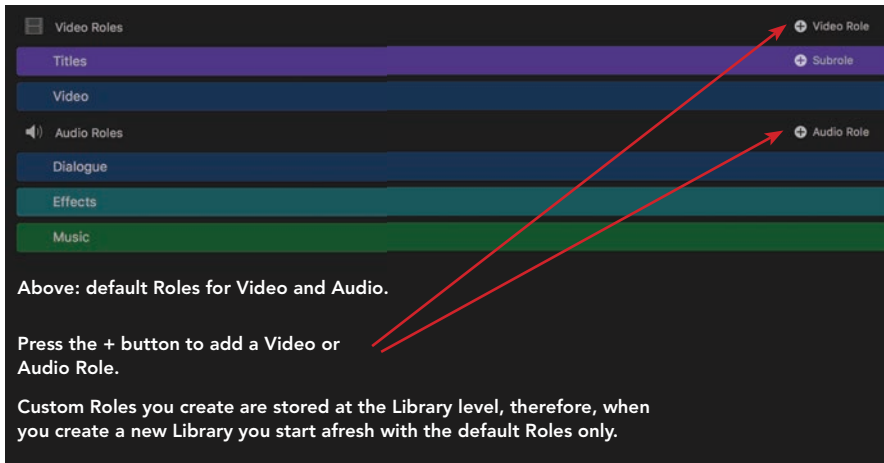 Video Roles + Video Role
Titles + Subrole
Video
Audio Roles + Audio Role
Dialogue
Effects
Music
Above: default Roles for Video and Audio.
Press the + button to add a Video or
Audio Role.
Custom Roles you create are stored at the Library level, therefore, when
you create a new Library you start afresh with the default Roles only.